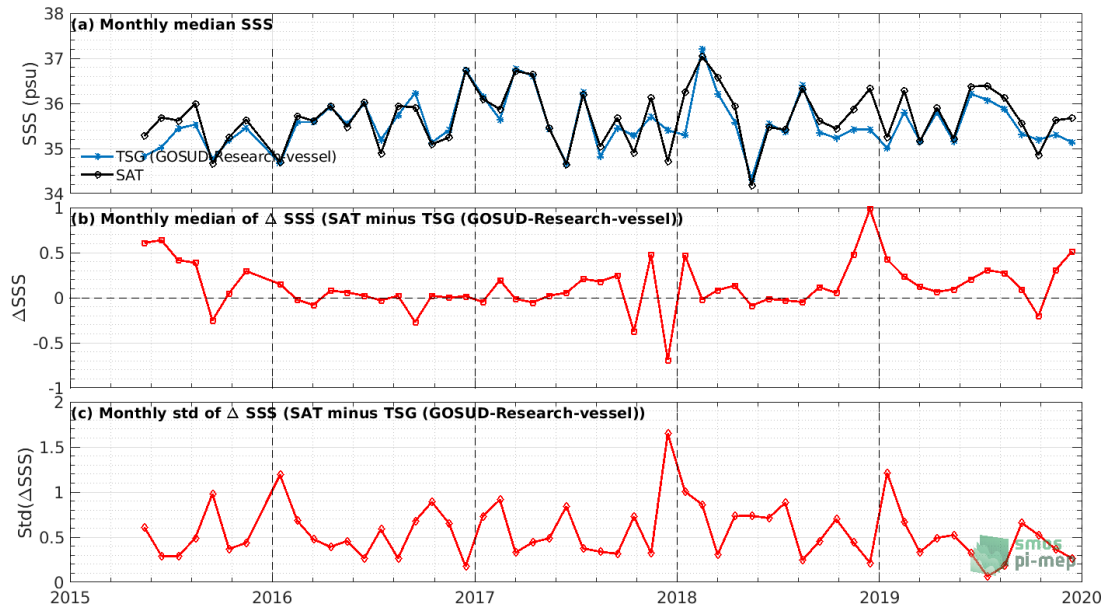 (a) Monthly median SSS
38
37
36
35
34
SSS (psu)
TSG (GOSUD-Research-vessel)
SAT
(b) Monthly median of Δ SSS (SAT minus TSG (GOSUD-Research-vessel))
1
0.5
0
-0.5
-1
ΔSSS
(c) Monthly std of Δ SSS (SAT minus TSG (GOSUD-Research-vessel))
2
1.5
1
0.5
0
Std(ΔSSS)
smos
pi-mep
2015 2016 2017 2018 2019 2020